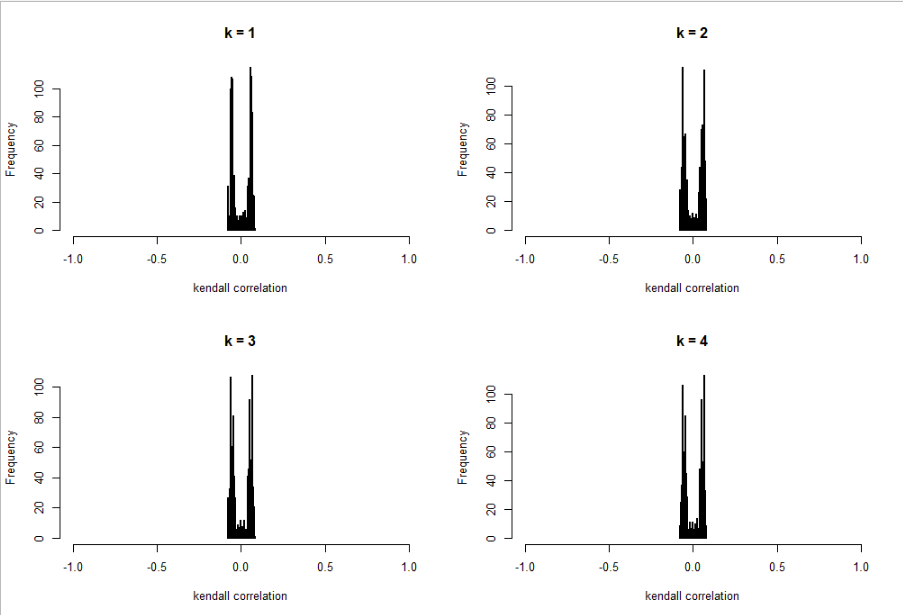 k = 1
Frequency
0 20 40 60 80 100
-1.0 -0.5 0.0 0.5 1.0
kendall correlation
k = 2
Frequency
0 20 40 60 80 100
-1.0 -0.5 0.0 0.5 1.0
kendall correlation
k = 3
Frequency
0 20 40 60 80 100
-1.0 -0.5 0.0 0.5 1.0
kendall correlation
k = 4
Frequency
0 20 40 60 80 100
-1.0 -0.5 0.0 0.5 1.0
kendall correlation